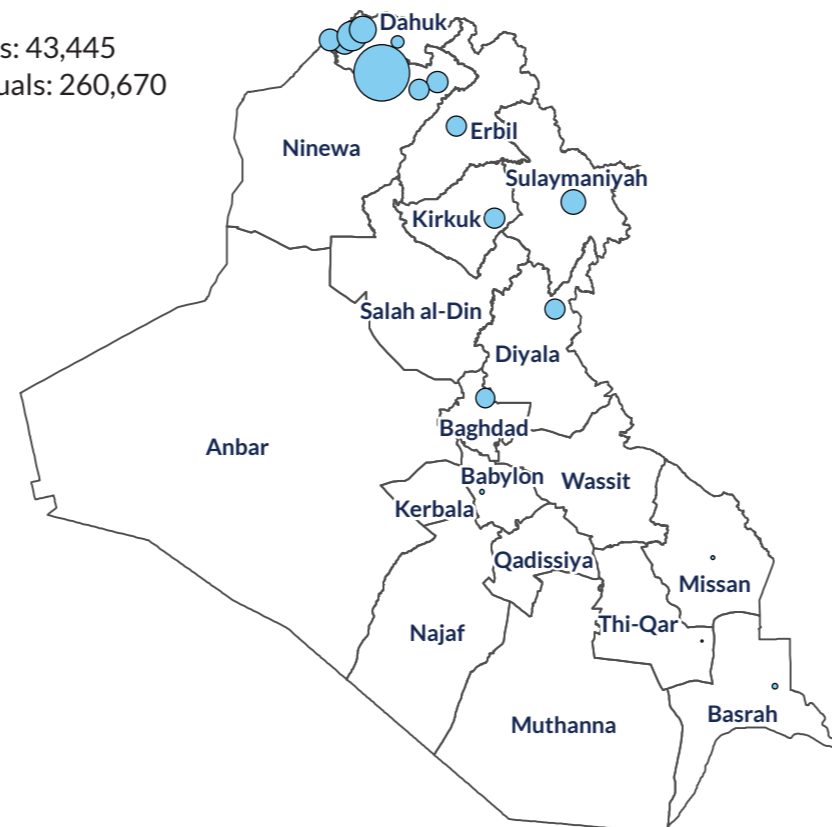 Dahuk
s: 43,445
uals: 260,670
Erbil
Ninewa
Sulaymaniyah
Kirkuk
Salah al-Din
Diyala
Baghdad
Anbar
Babylon
Wassit
Kerbala
Qadissiya
Missan
Thi-Qar
Najaf
Basrah
Muthanna